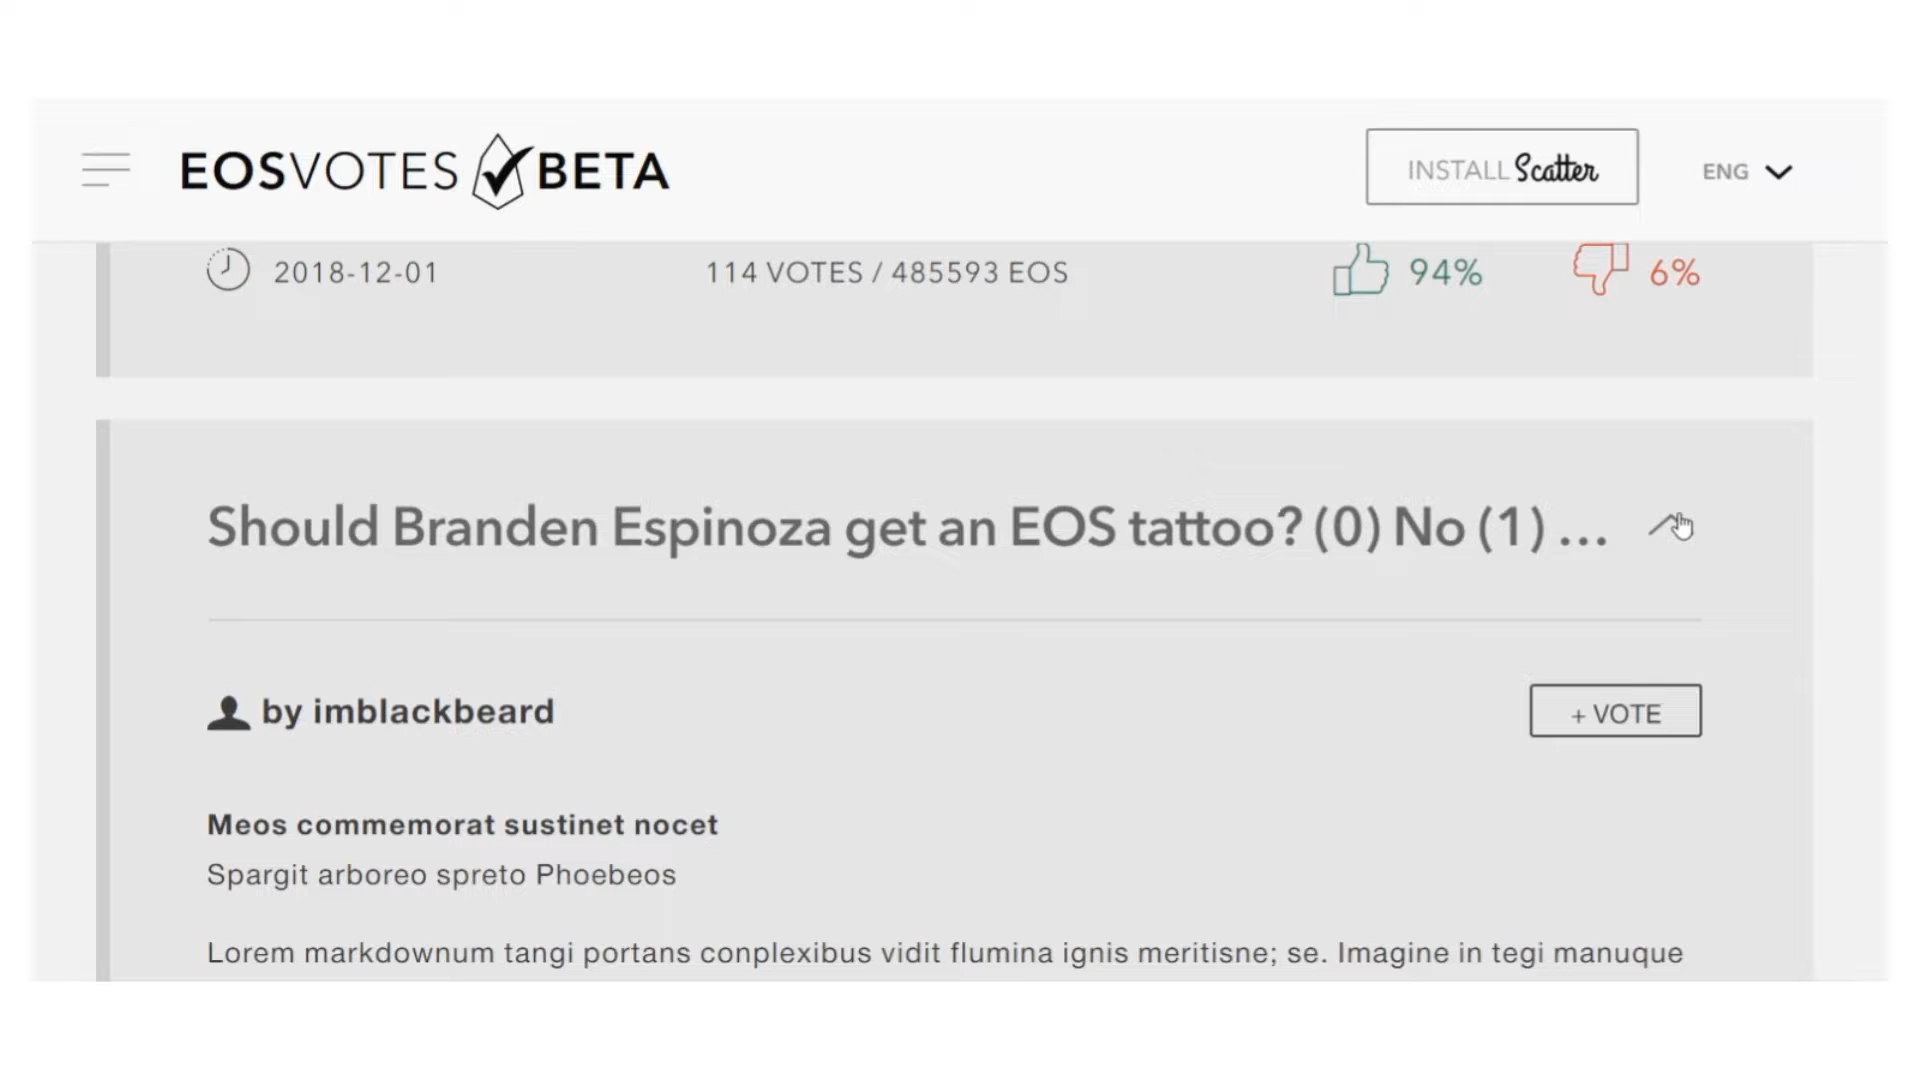 EOSVOTES BETA
INSTALL Scatter
ENG
2018-12-01
114 VOTES / 485593 EOS
94%
6%
Should Branden Espinoza get an EOS tattoo? (0) No (1) ...
by imblackbeard
+ VOTE
Meos commemorat sustinet nocet
Spargit arboreo spreto Phoebeos
Lorem markdownum tangi portans conplexibus vidit flumina ignis meritisne; se. Imagine in tegi manuque